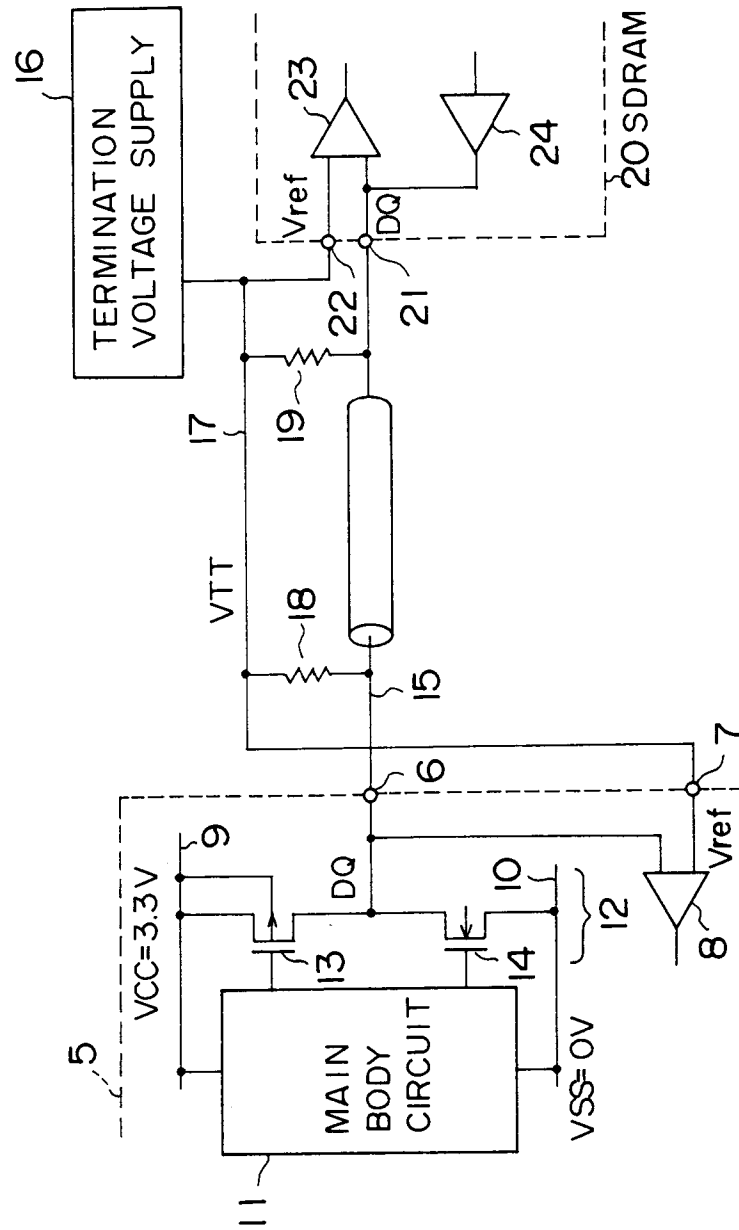 16
TERMINATION
VOLTAGE SUPPLY
23
Vref
DQ
22
21
24
20 SDRAM
17
19
VTT
18
15
5
VCC=3.3V
9
6
7
DQ
13
14
10
12
Vref
8
MAIN
BODY
CIRCUIT
11
VSS=0V